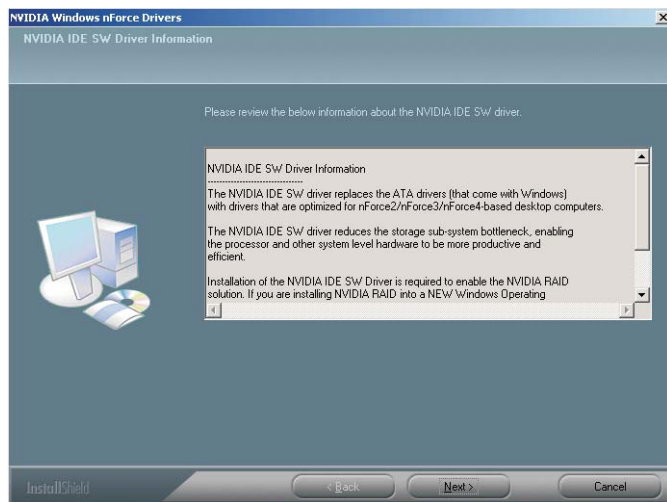 NVIDIA Windows nForce Drivers
NVIDIA IDE SW Driver Information
Please review the below information about the NVIDIA IDE SW driver.
NVIDIA IDE SW Driver Information
--------------------------------
The NVIDIA IDE SW driver replaces the ATA drivers (that come with Windows)
with drivers that are optimized for nForce2/nForce3/nForce4-based desktop computers.
The NVIDIA IDE SW driver reduces the storage sub-system bottleneck, enabling
the processor and other system level hardware to be more productive and
efficient.
Installation of the NVIDIA IDE SW Driver is required to enable the NVIDIA RAID
solution. If you are installing NVIDIA RAID into a NEW Windows Operating
InstallShield
< Back
Next >
Cancel